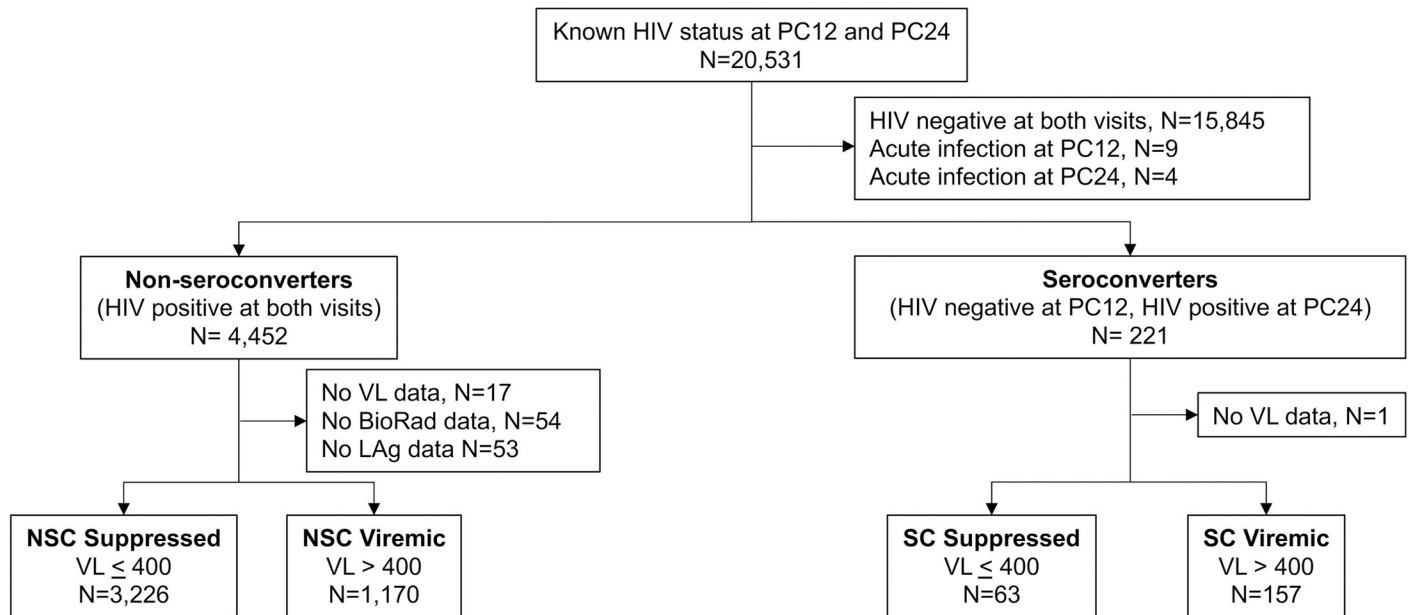 Known HIV status at PC12 and PC24
N=20,531
HIV negative at both visits, N=15,845
Acute infection at PC12, N=9
Acute infection at PC24, N=4
Non-seroconverters
(HIV positive at both visits)
N= 4,452
Seroconverters
(HIV negative at PC12, HIV positive at PC24)
N= 221
No VL data, N=17
No BioRad data, N=54
No LAg data N=53
No VL data, N=1
NSC Suppressed
VL ≤ 400
N=3,226
NSC Viremic
VL > 400
N=1,170
SC Suppressed
VL ≤ 400
N=63
SC Viremic
VL > 400
N=157